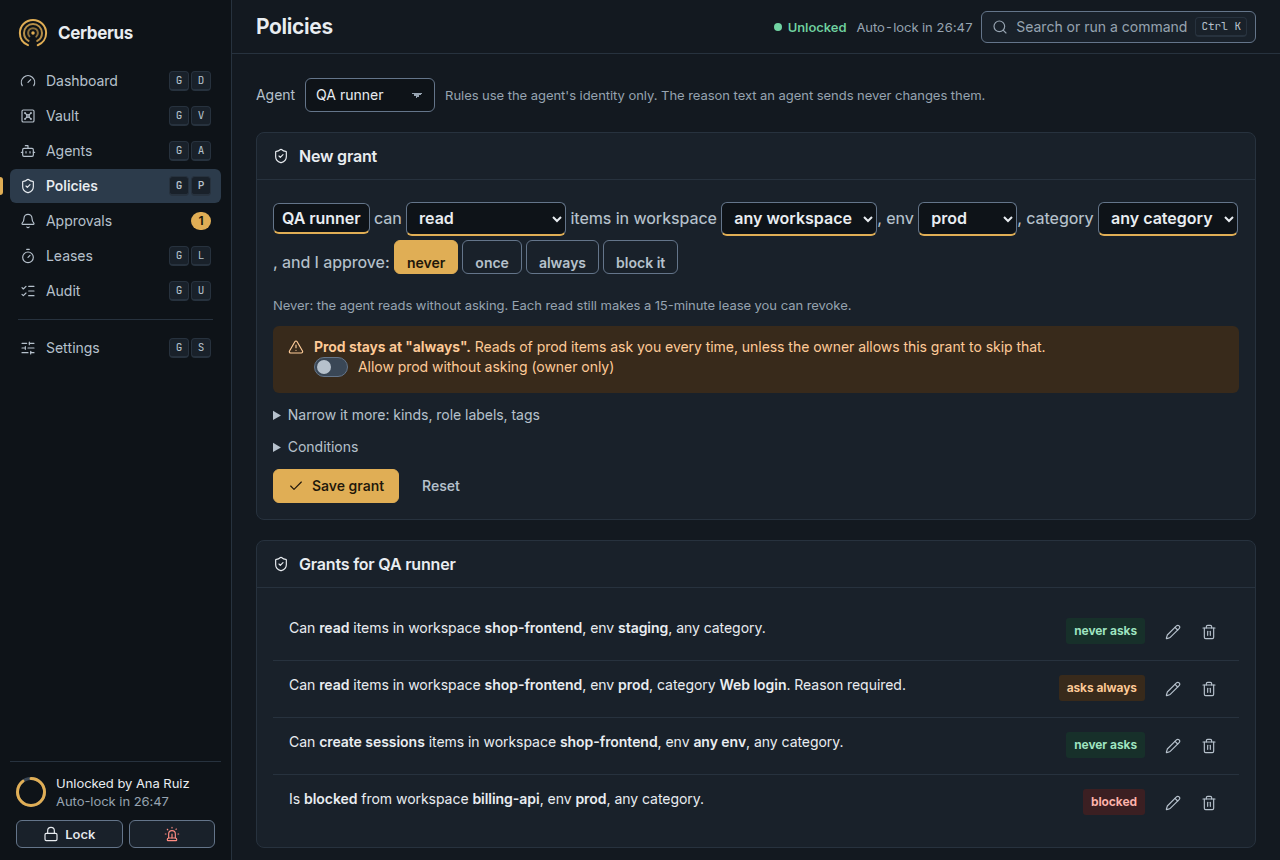 Cerberus
Dashboard G D
Vault G V
Agents G A
Policies G P
Approvals 1
Leases G L
Audit G U
Settings G S
Unlocked by Ana Ruiz
Auto-lock in 26:47
Lock
Policies
Unlocked Auto-lock in 26:47 Search or run a command Ctrl K
Agent QA runner Rules use the agent's identity only. The reason text an agent sends never changes them.
New grant
QA runner can read items in workspace any workspace, env prod, category any category
, and I approve: never once always block it
Never: the agent reads without asking. Each read still makes a 15-minute lease you can revoke.
Prod stays at "always". Reads of prod items ask you every time, unless the owner allows this grant to skip that.
Allow prod without asking (owner only)
Narrow it more: kinds, role labels, tags
Conditions
Save grant Reset
Grants for QA runner
Can read items in workspace shop-frontend, env staging, any category. never asks
Can read items in workspace shop-frontend, env prod, category Web login. Reason required. asks always
Can create sessions items in workspace shop-frontend, env any env, any category. never asks
Is blocked from workspace billing-api, env prod, any category. blocked